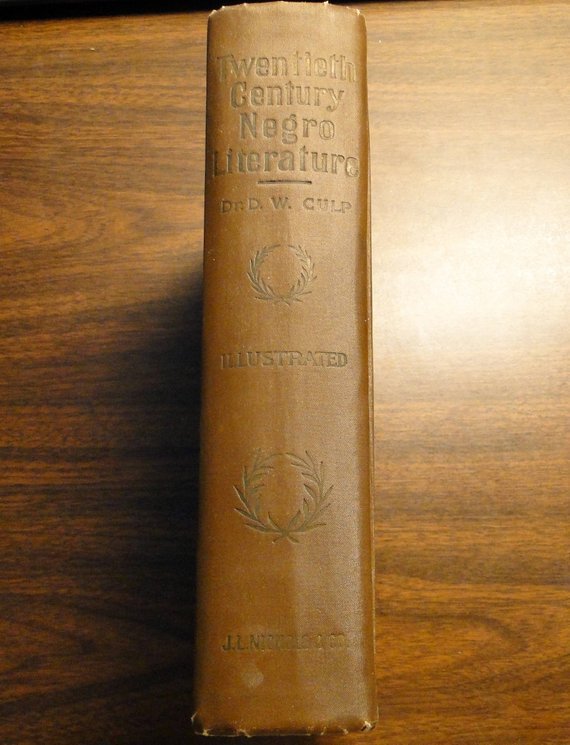 Twentieth
Century
Negro
Literature
Dr. D. W. CULP
ILLUSTRATED
J. L. NICHOLS & CO.